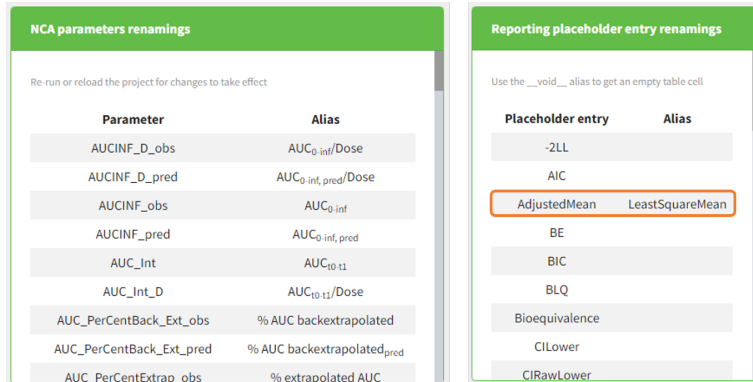 NCA parameters renamings
Re-run or reload the project for changes to take effect
Parameter Alias
AUCINF_D_obs AUC0-inf/Dose
AUCINF_D_pred AUC0-inf, pred/Dose
AUCINF_obs AUC0-inf
AUCINF_pred AUC0-inf, pred
AUC_Int AUCt0-t1
AUC_Int_D AUCt0-t1/Dose
AUC_PerCentBack_Ext_obs % AUC backextrapolated
AUC_PerCentBack_Ext_pred % AUC backextrapolatedpred
AUC_PerCentExtrap_obs % extrapolated AUC
Reporting placeholder entry renamings
Use the __void__ alias to get an empty table cell
Placeholder entry Alias
-2LL
AIC
AdjustedMean LeastSquareMean
BE
BIC
BLQ
Bioequivalence
CILower
CIRawLower